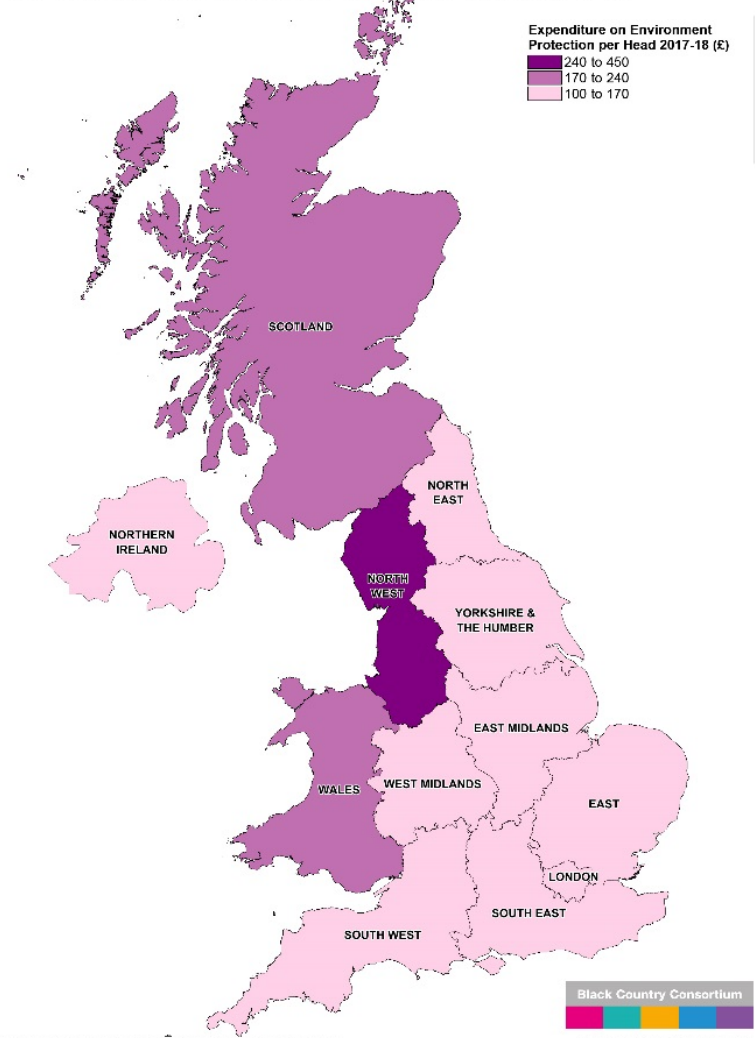 Expenditure on Environment
Protection per Head 2017-18 (£)
240 to 450
170 to 240
100 to 170
SCOTLAND
NORTH
EAST
NORTHERN
IRELAND
NORTH
WEST
YORKSHIRE &
THE HUMBER
EAST MIDLANDS
WEST MIDLANDS
WALES
EAST
LONDON
SOUTH EAST
SOUTH WEST
Black Country Consortium